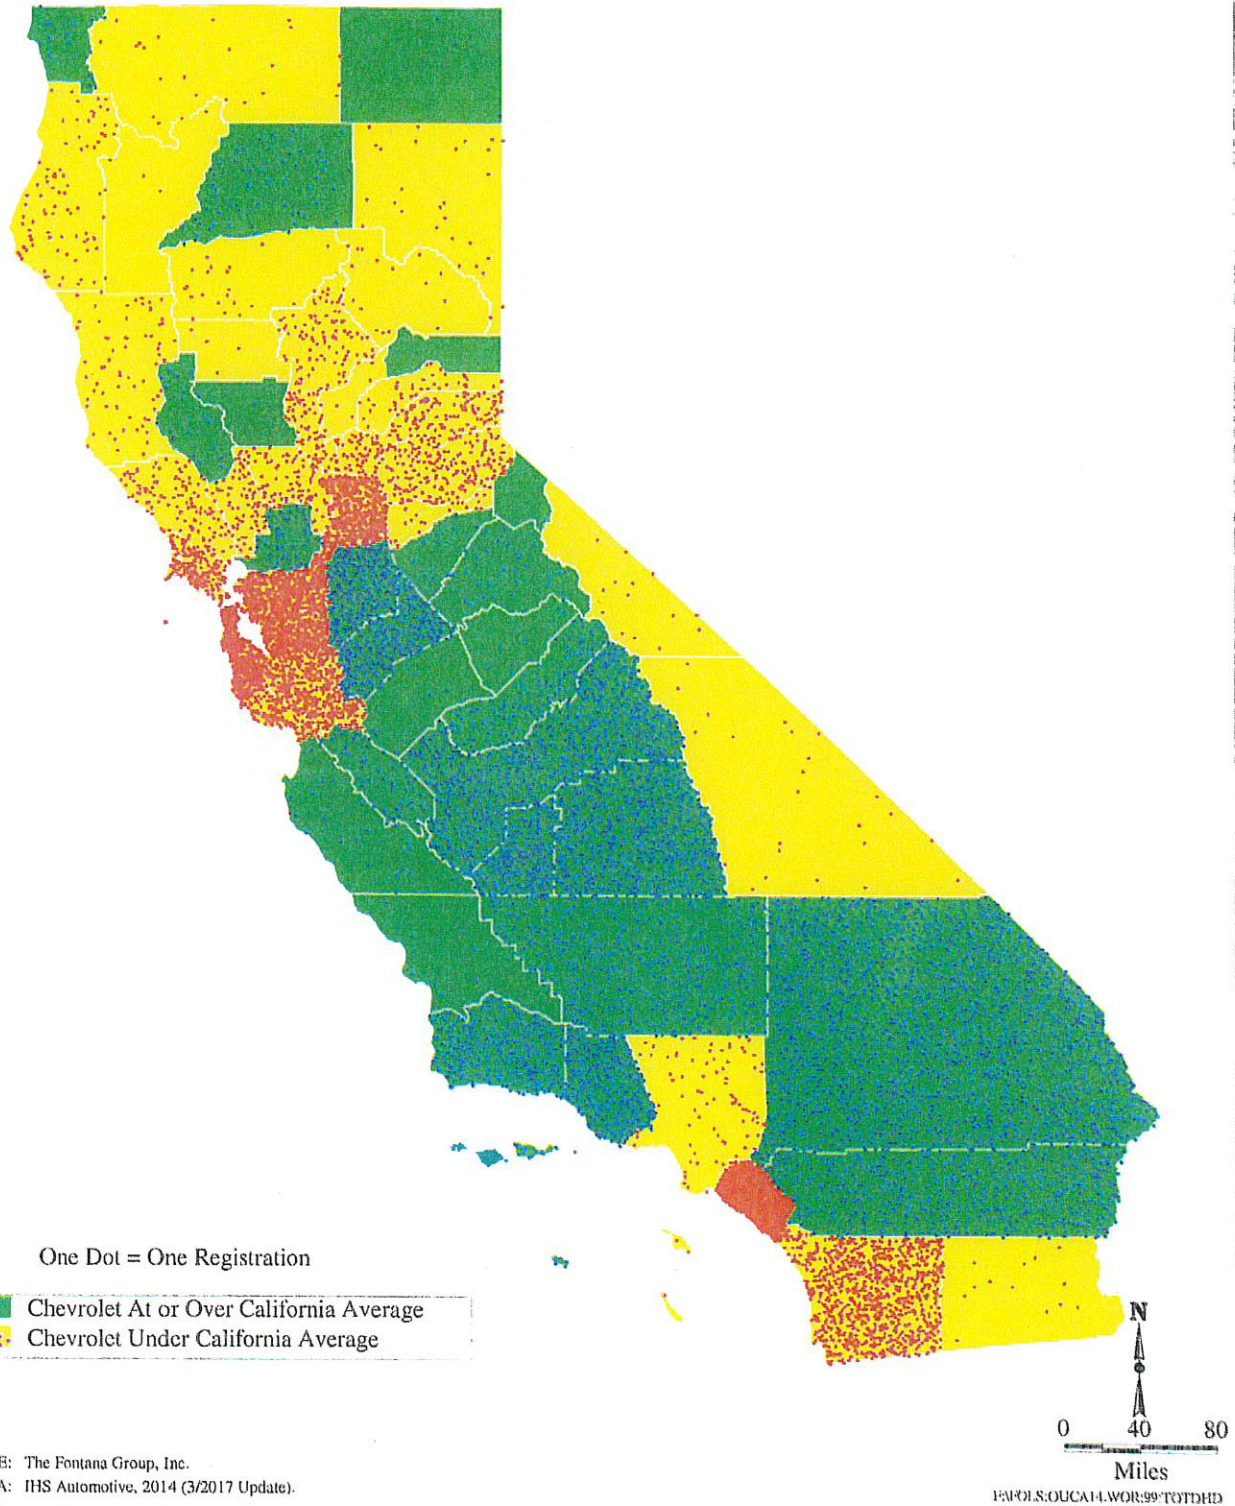 One Dot = One Registration
Chevrolet At or Over California Average
Chevrolet Under California Average
N
0 40 80
Miles
E: The Fontana Group, Inc.
A: IHS Automotive, 2014 (3/2017 Update).